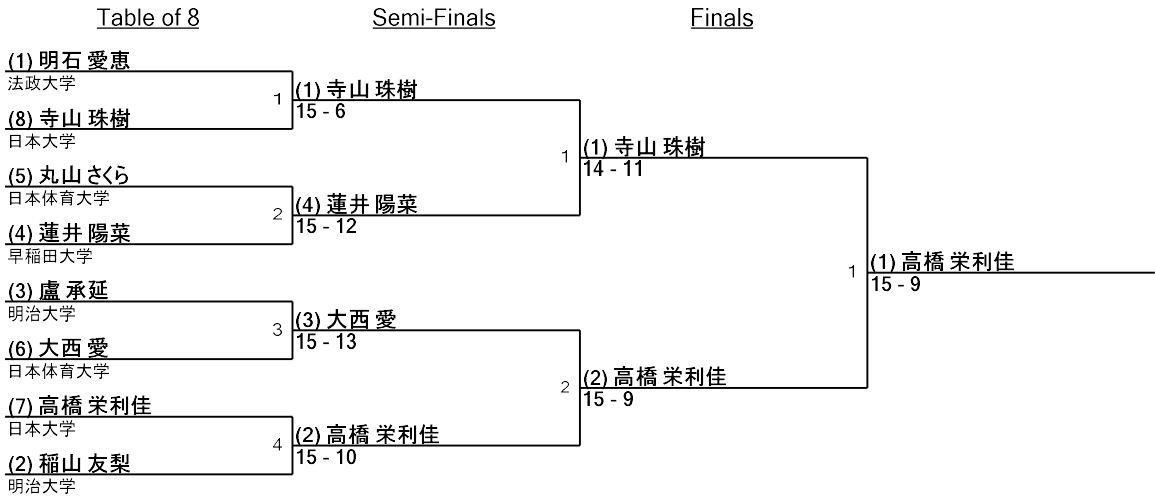 Table of 8
Semi-Finals
Finals
(1) 明石 愛恵
法政大学
(8) 寺山 珠樹
日本大学
(5) 丸山 さくら
日本体育大学
(4) 蓮井 陽菜
早稲田大学
(3) 盧 承延
明治大学
(6) 大西 愛
日本体育大学
(7) 高橋 栄利佳
日本大学
(2) 稲山 友梨
明治大学
1
(1) 寺山 珠樹
15 - 6
2
(4) 蓮井 陽菜
15 - 12
3
(3) 大西 愛
15 - 13
4
(2) 高橋 栄利佳
15 - 10
1
(1) 寺山 珠樹
14 - 11
2
(2) 高橋 栄利佳
15 - 9
1
(1) 高橋 栄利佳
15 - 9